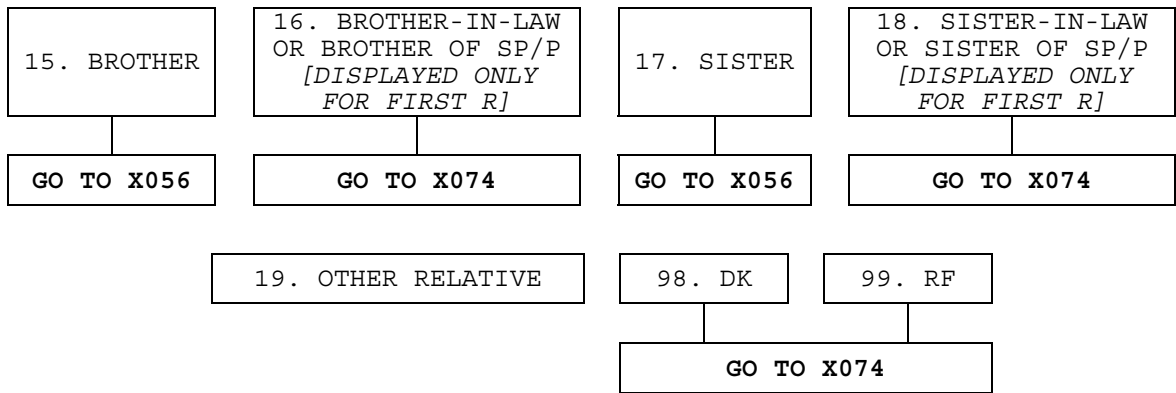 15. BROTHER
16. BROTHER-IN-LAW
OR BROTHER OF SP/P
[DISPLAYED ONLY
FOR FIRST R]
17. SISTER
18. SISTER-IN-LAW
OR SISTER OF SP/P
[DISPLAYED ONLY
FOR FIRST R]
GO TO X056
GO TO X074
GO TO X056
GO TO X074
19. OTHER RELATIVE
98. DK
99. RF
GO TO X074